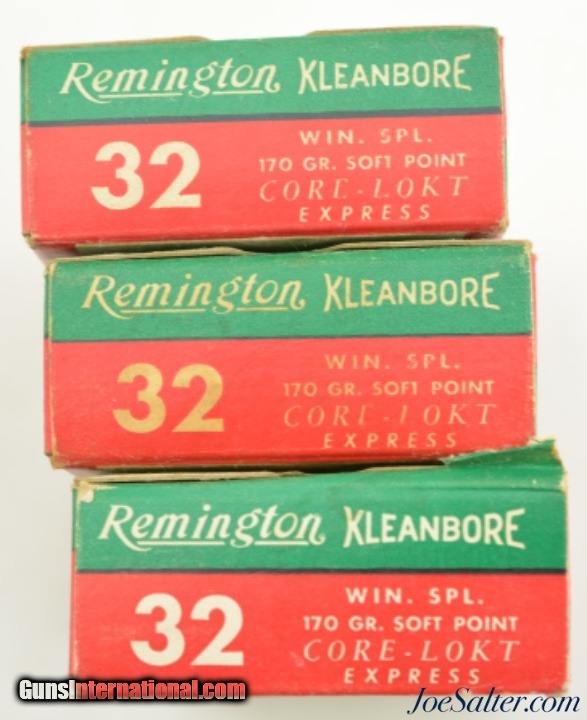 Remington KLEANBORE
32
WIN. SPL.
170 GR. SOFT POINT
CORE-LOKT
EXPRESS
Remington KLEANBORE
32
WIN. SPL.
170 GR. SOFT POINT
CORE-LOKT
EXPRESS
Remington KLEANBORE
32
WIN. SPL.
170 GR. SOFT POINT
CORE-LOKT
EXPRESS
GunsInternational.com
JoeSalter.com